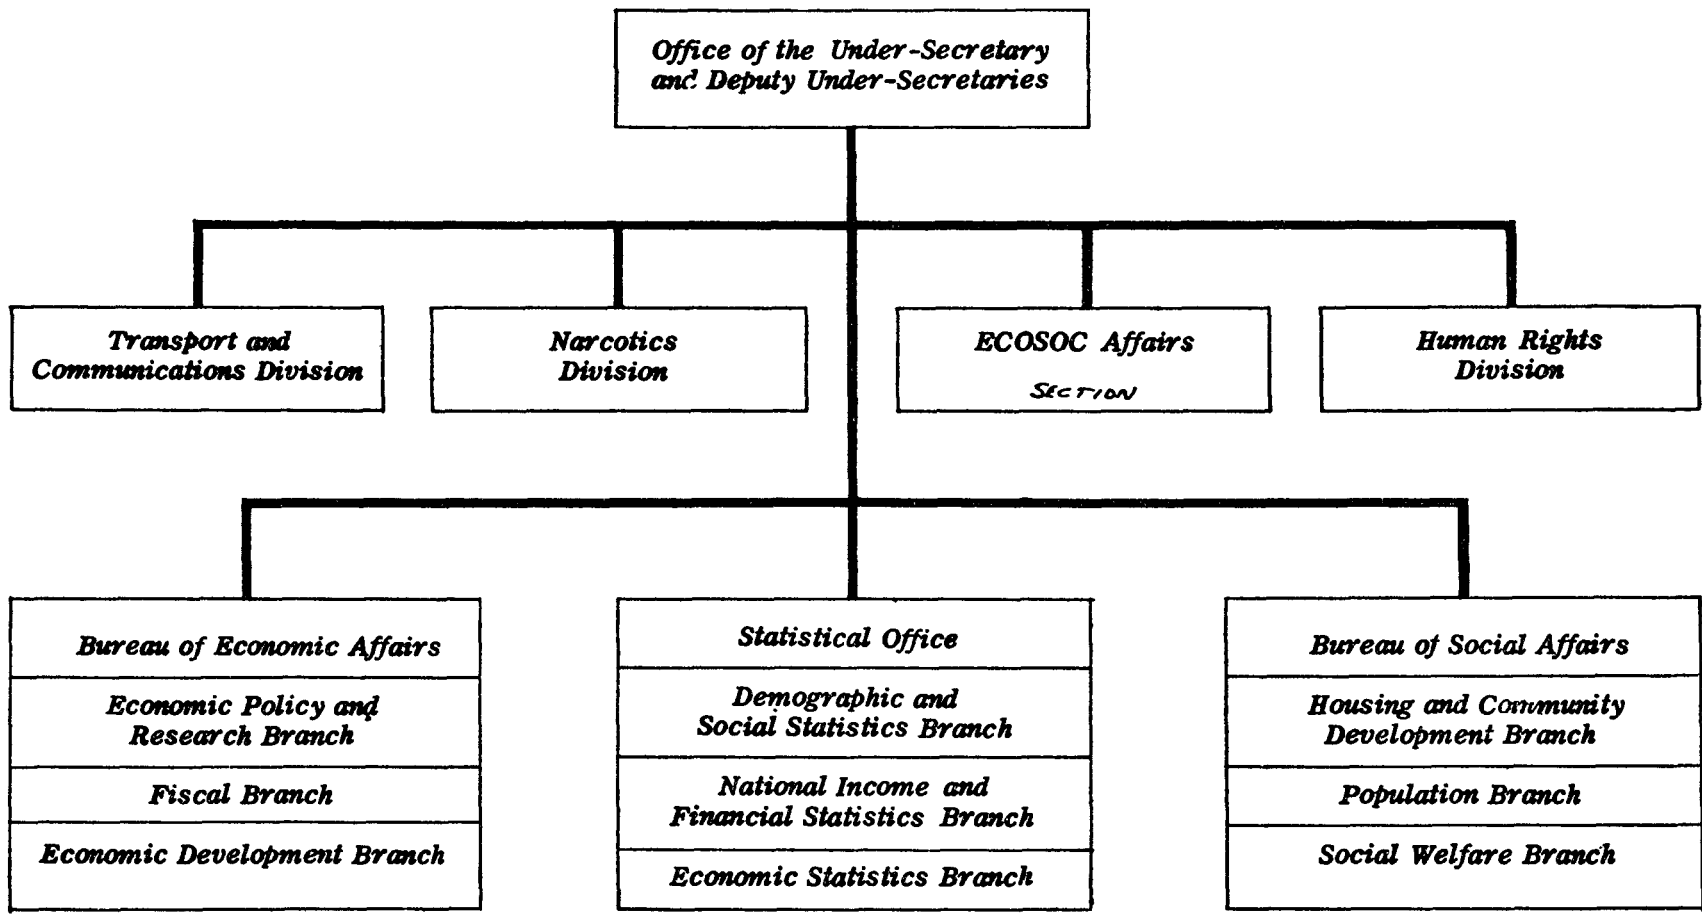 Office of the Under-Secretary
and Deputy Under-Secretaries
Transport and
Communications Division
Narcotics
Division
ECOSOC Affairs
SECTION
Human Rights
Division
Bureau of Economic Affairs
Economic Policy and
Research Branch
Fiscal Branch
Economic Development Branch
Statistical Office
Demographic and
Social Statistics Branch
National Income and
Financial Statistics Branch
Economic Statistics Branch
Bureau of Social Affairs
Housing and Community
Development Branch
Population Branch
Social Welfare Branch